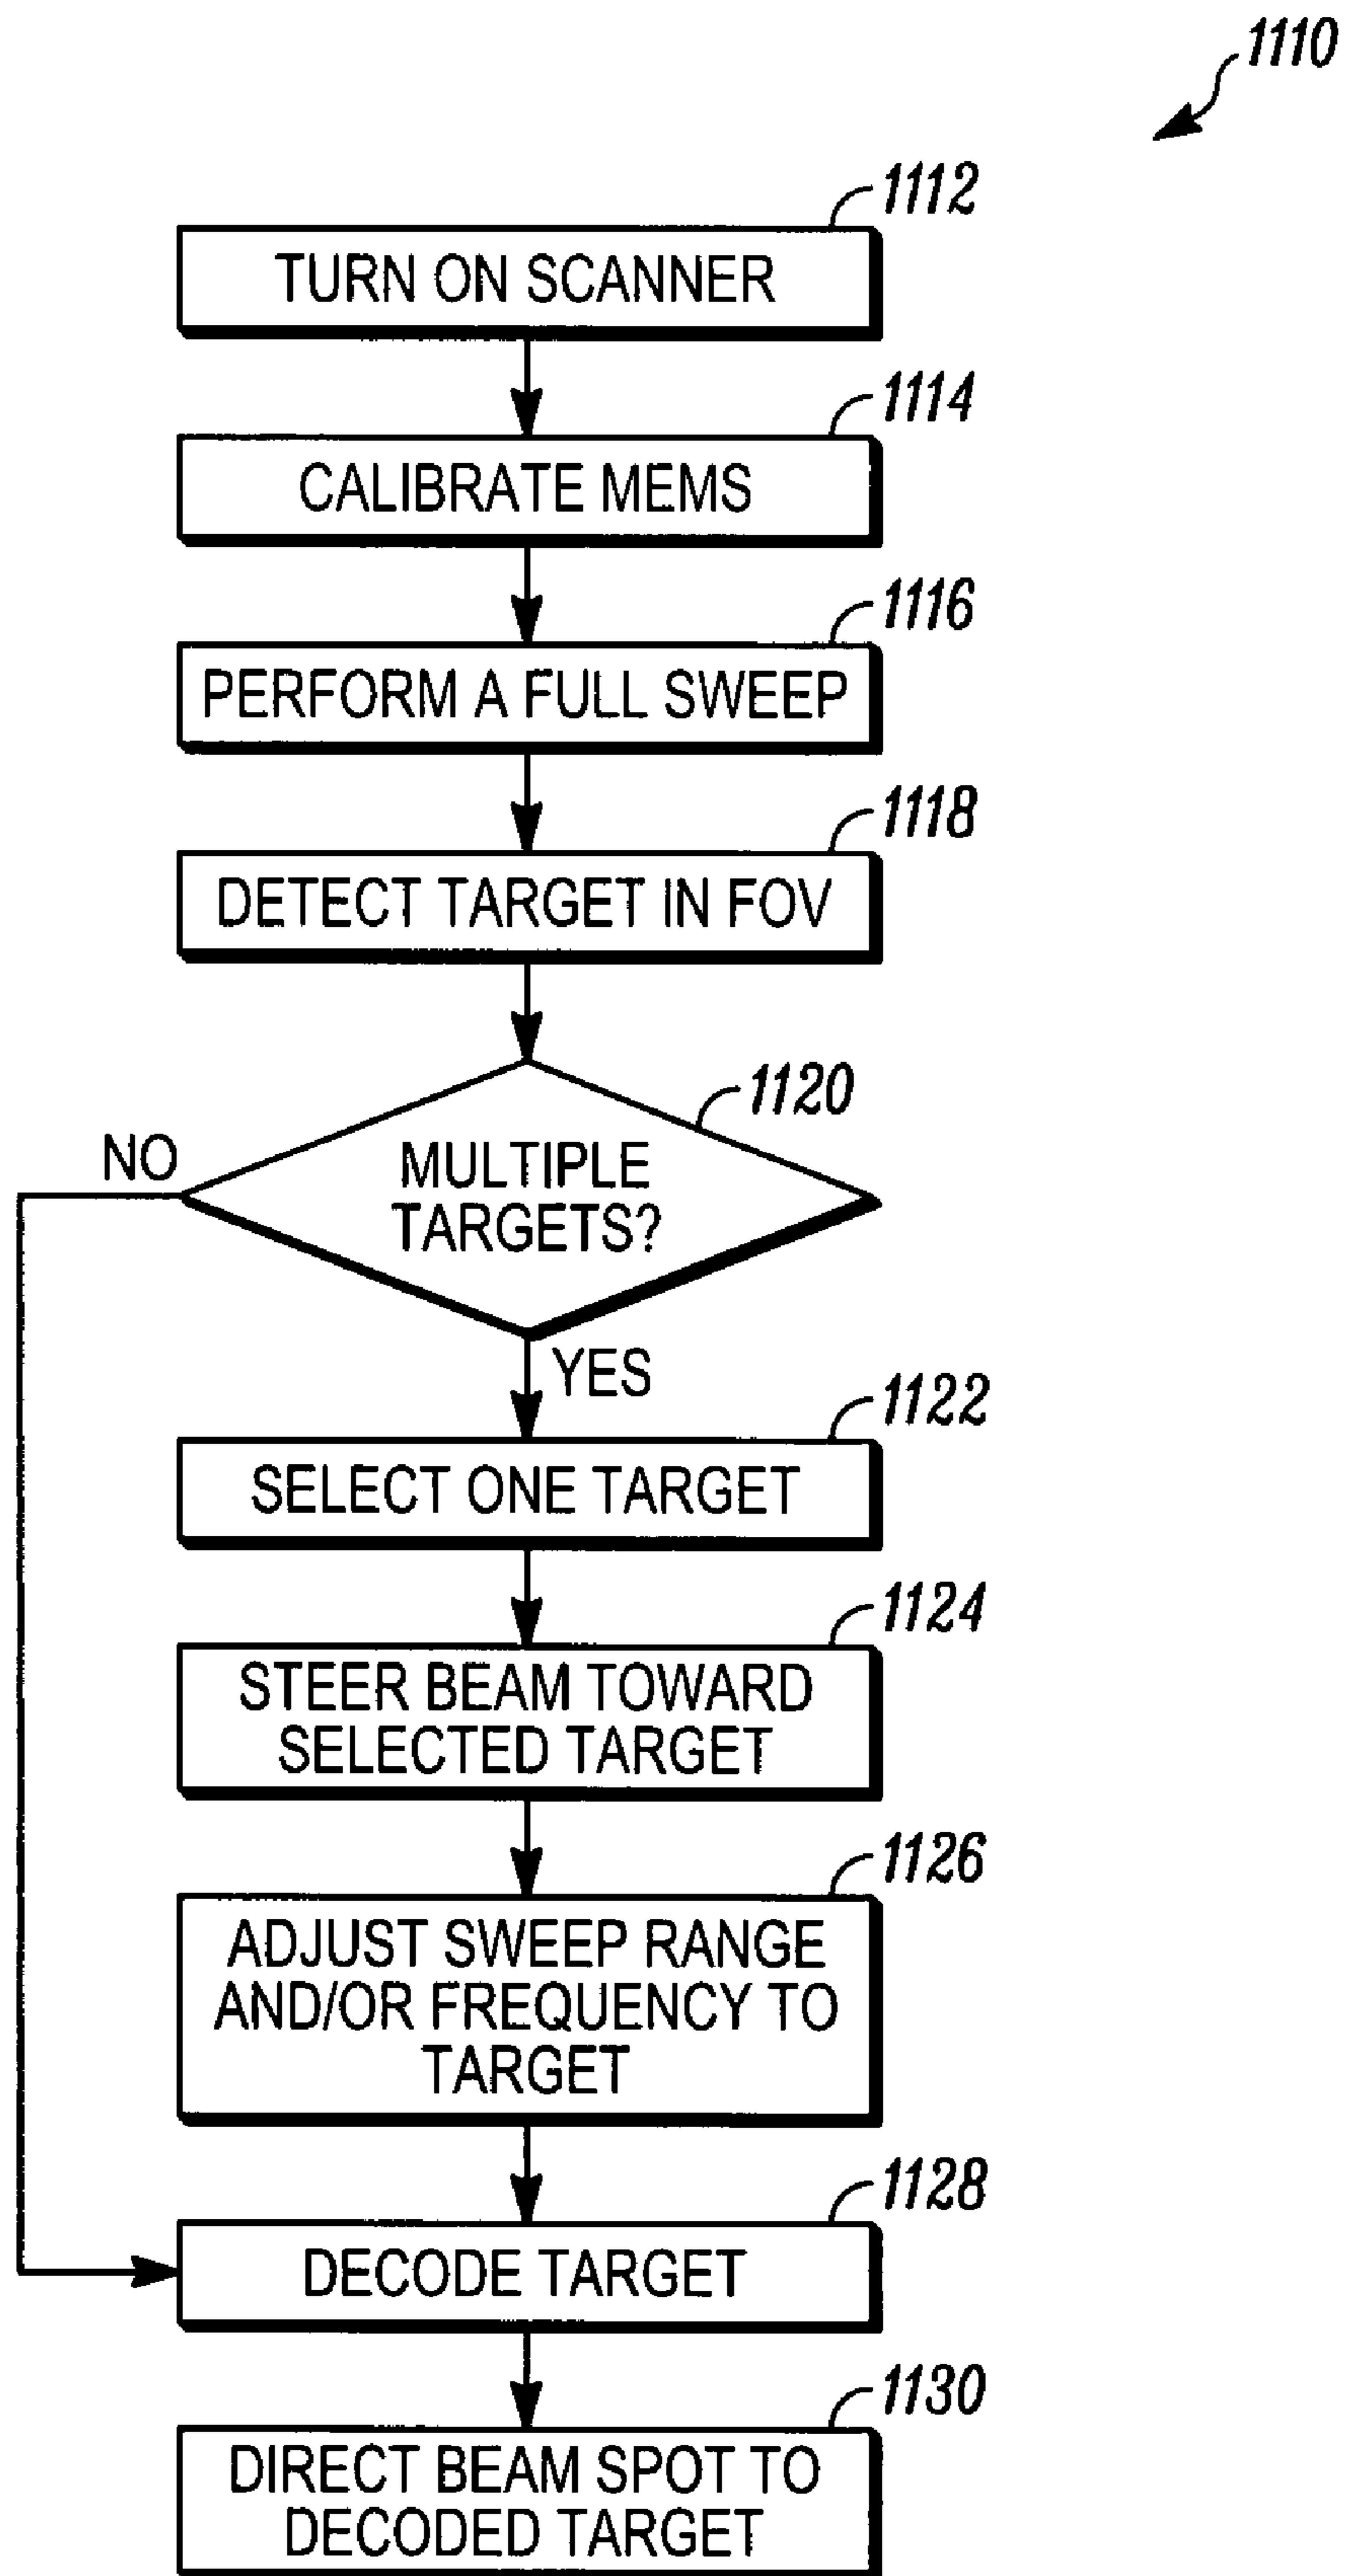 1110
1112
TURN ON SCANNER
1114
CALIBRATE MEMS
1116
PERFORM A FULL SWEEP
1118
DETECT TARGET IN FOV
1120
NO
MULTIPLE
TARGETS?
YES
1122
SELECT ONE TARGET
1124
STEER BEAM TOWARD
SELECTED TARGET
1126
ADJUST SWEEP RANGE
AND/OR FREQUENCY TO
TARGET
1128
DECODE TARGET
1130
DIRECT BEAM SPOT TO
DECODED TARGET